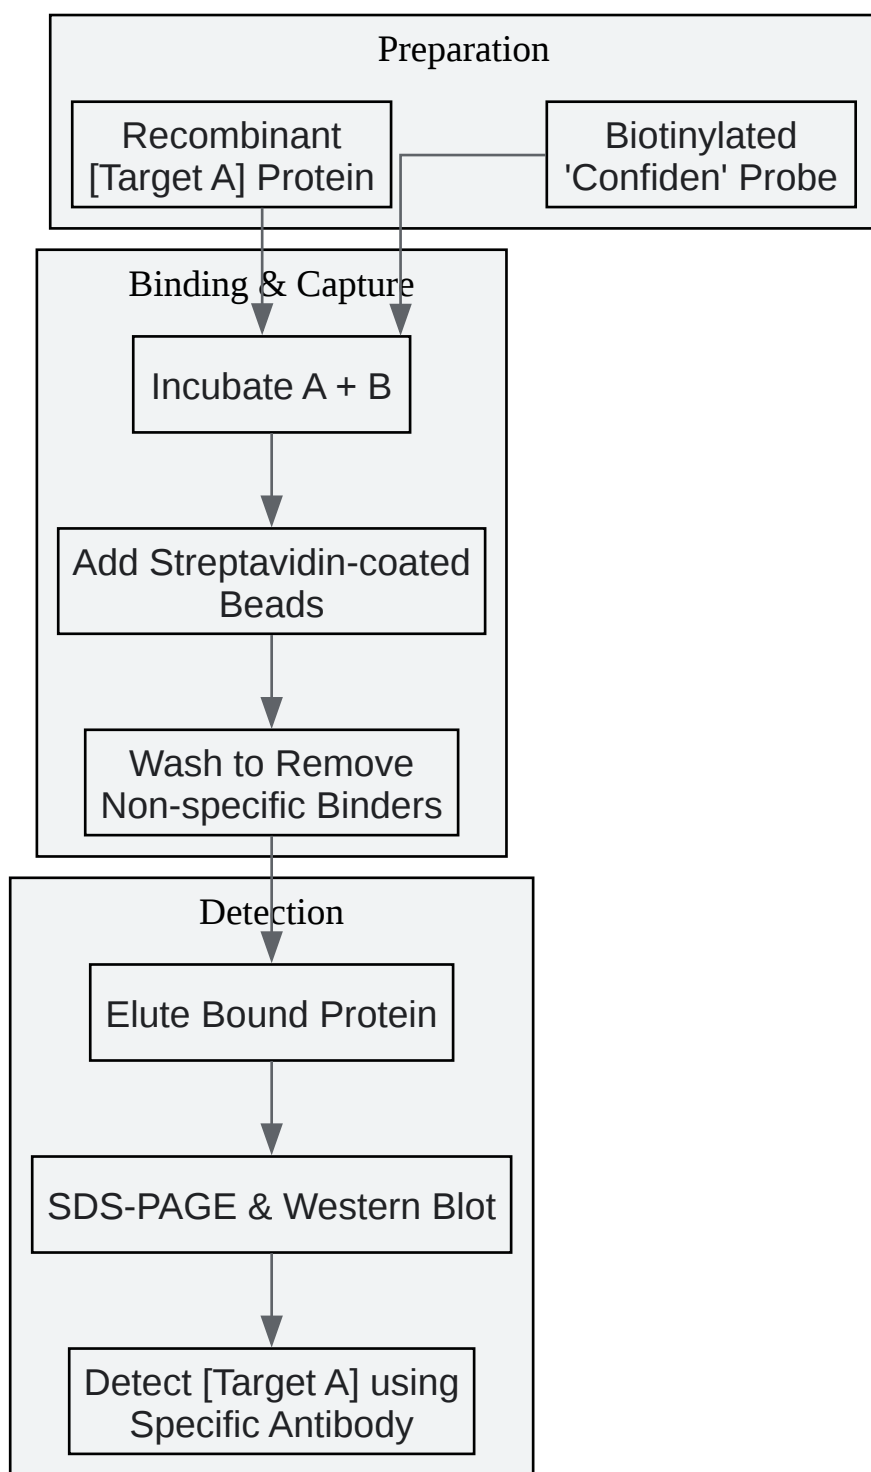 Preparation
Recombinant
[Target A] Protein
Biotinylated
'Confiden' Probe
Binding & Capture
Incubate A + B
Add Streptavidin-coated
Beads
Wash to Remove
Non-specific Binders
Detection
Elute Bound Protein
SDS-PAGE & Western Blot
Detect [Target A] using
Specific Antibody